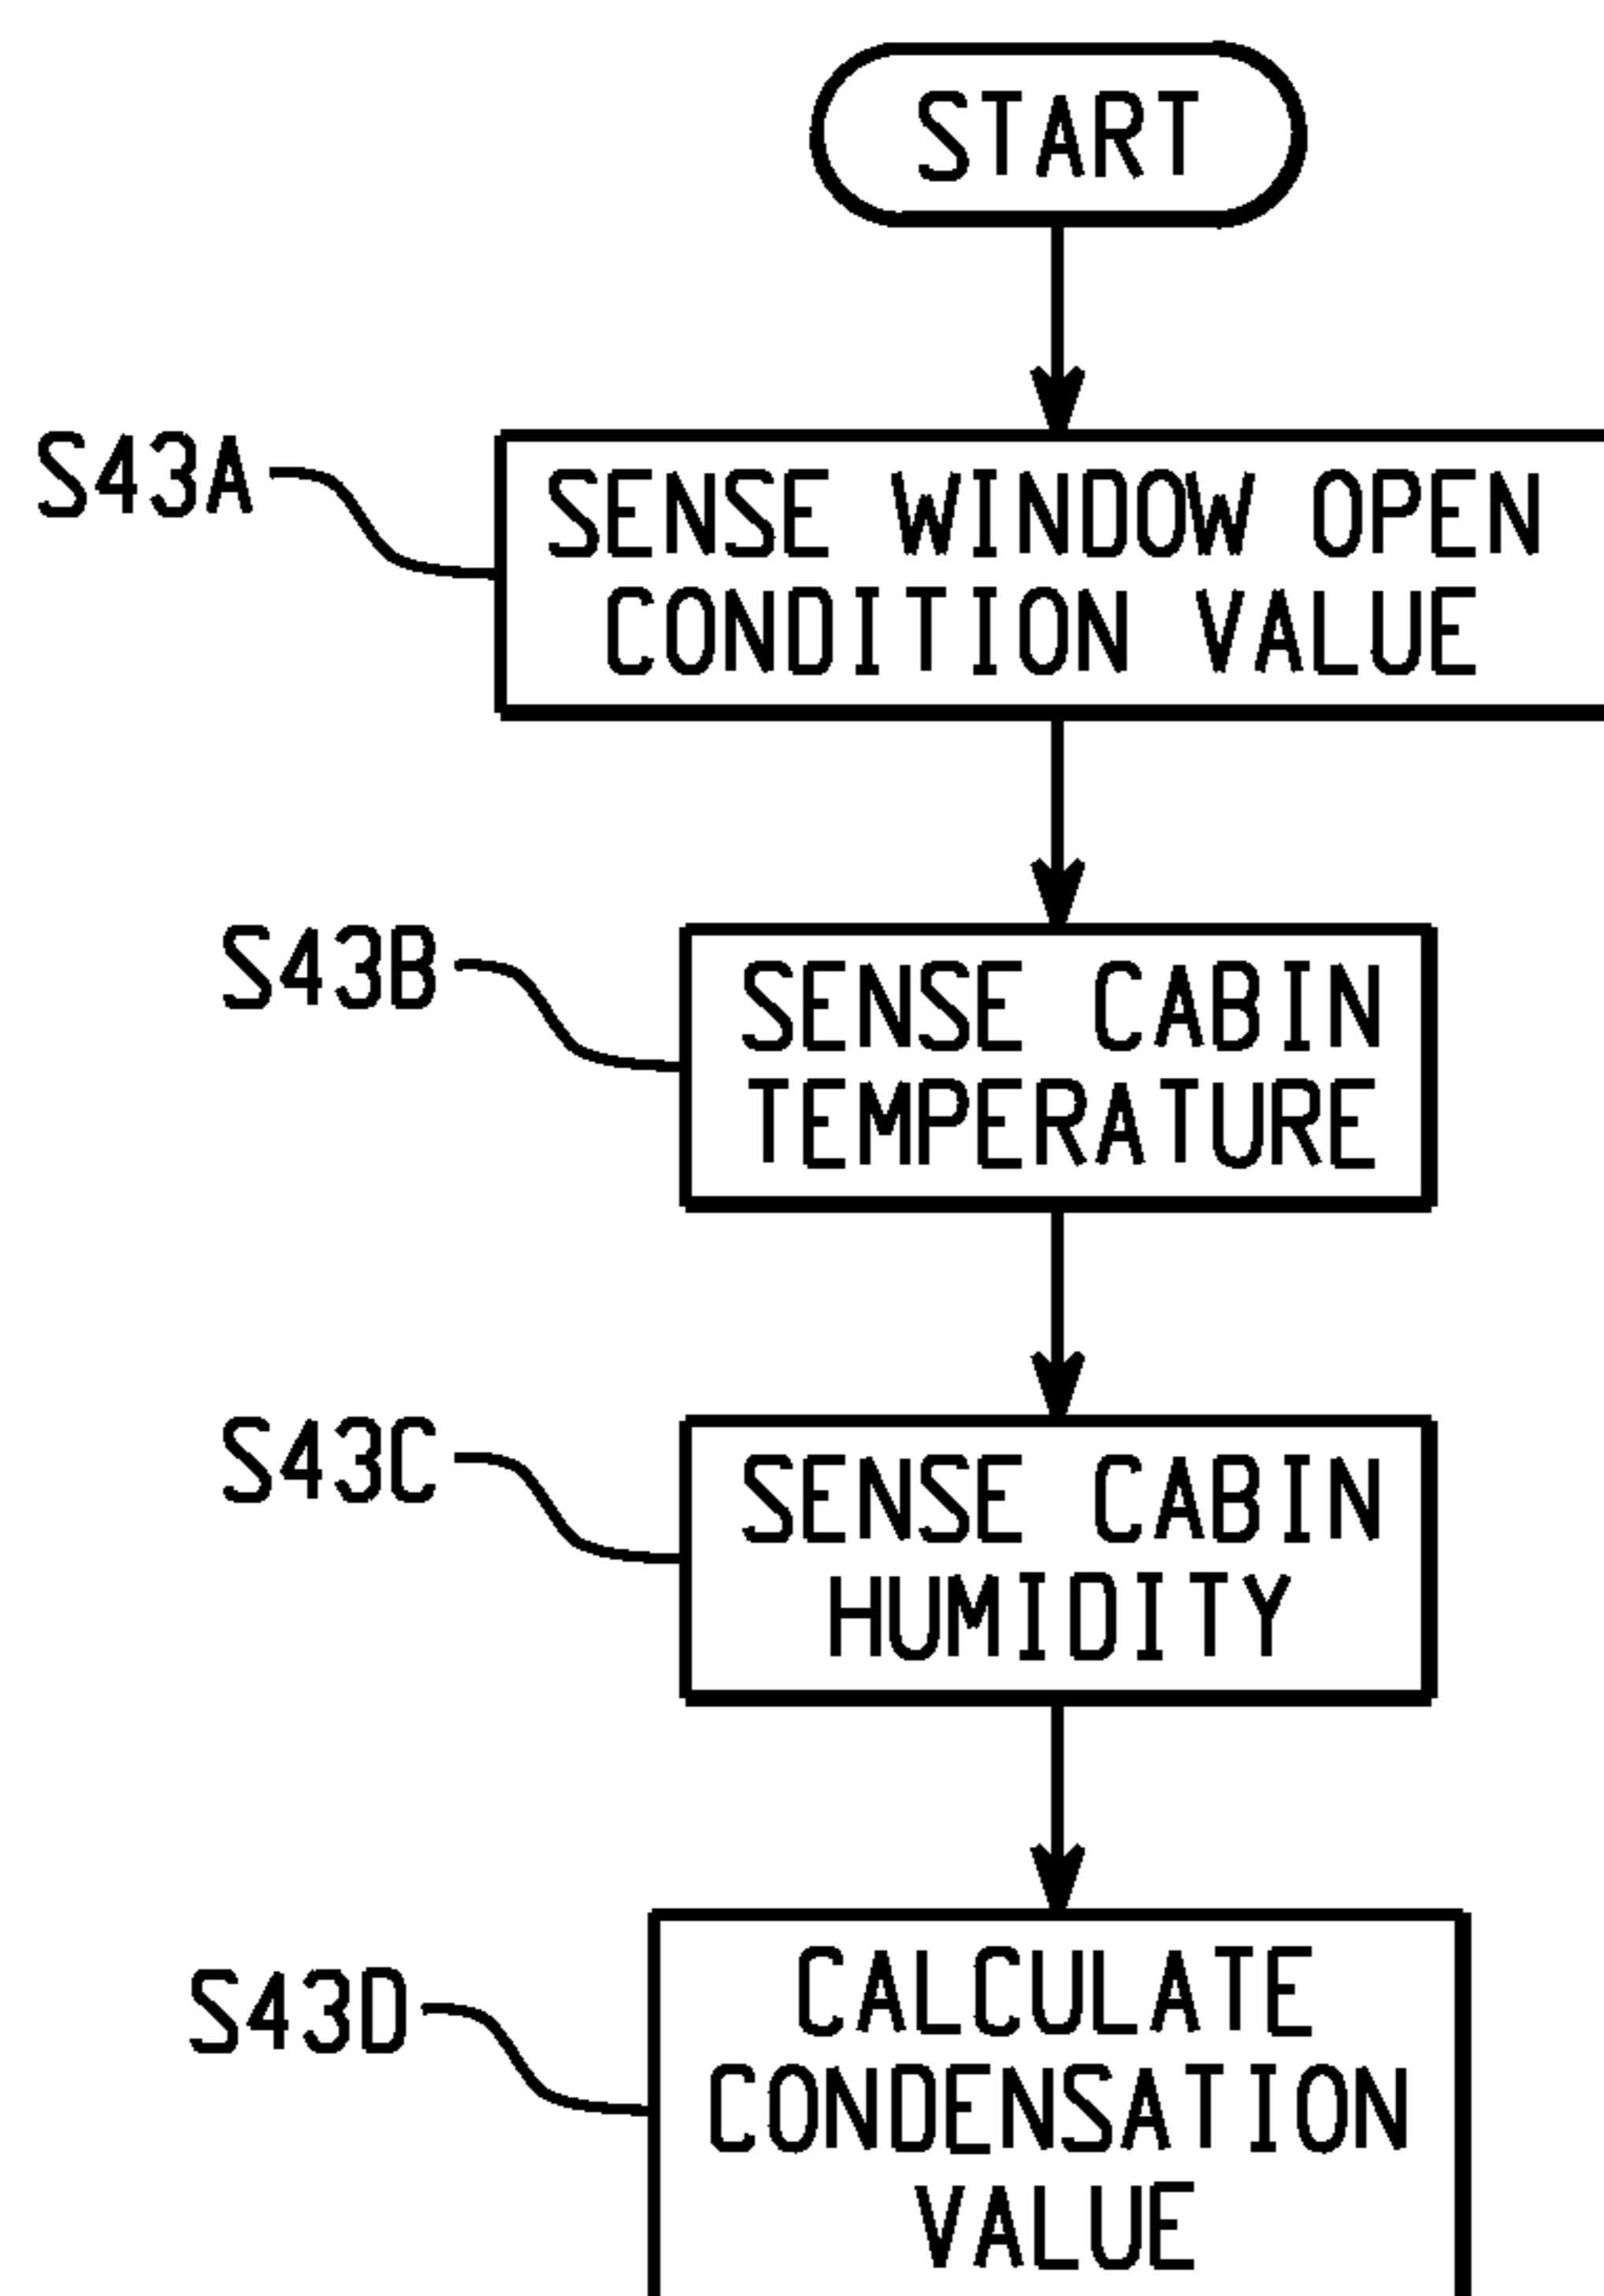 START
S43A
SENSE WINDOW OPEN
CONDITION VALUE
S43B
SENSE CABIN
TEMPERATURE
S43C
SENSE CABIN
HUMIDITY
S43D
CALCULATE
CONDENSATION
VALUE